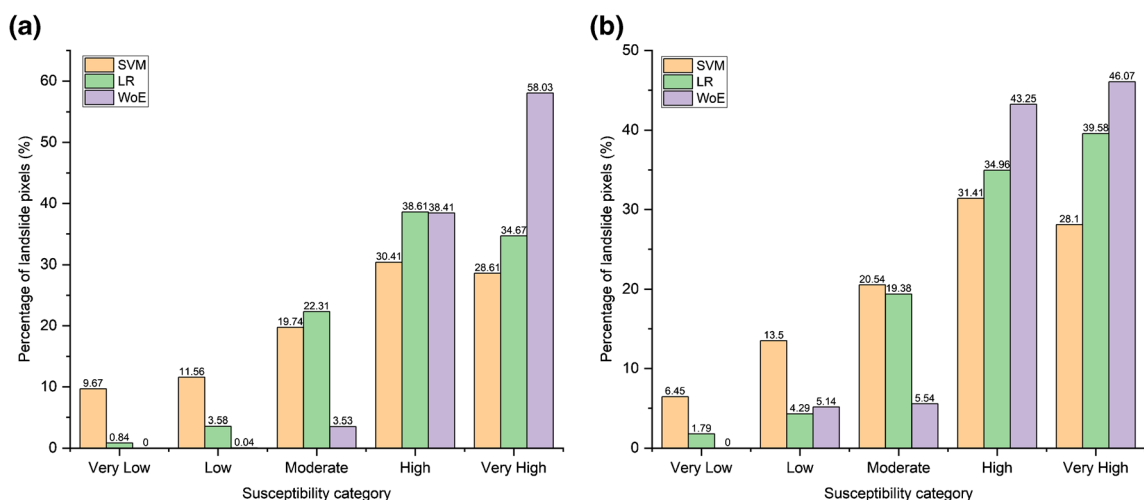 (a)
SVM
LR
WoE
Percentage of landslide pixels (%)
60
50
40
30
20
10
0
9.67
0.84
0
11.56
3.58
0.04
19.74
22.31
3.53
30.41
38.61
38.41
28.61
34.67
58.03
Very Low
Low
Moderate
High
Very High
Susceptibility category
(b)
SVM
LR
WoE
Percentage of landslide pixels (%)
50
40
30
20
10
0
6.45
1.79
0
13.5
4.29
5.14
20.54
19.38
5.54
31.41
34.96
43.25
28.1
39.58
46.07
Very Low
Low
Moderate
High
Very High
Susceptibility category